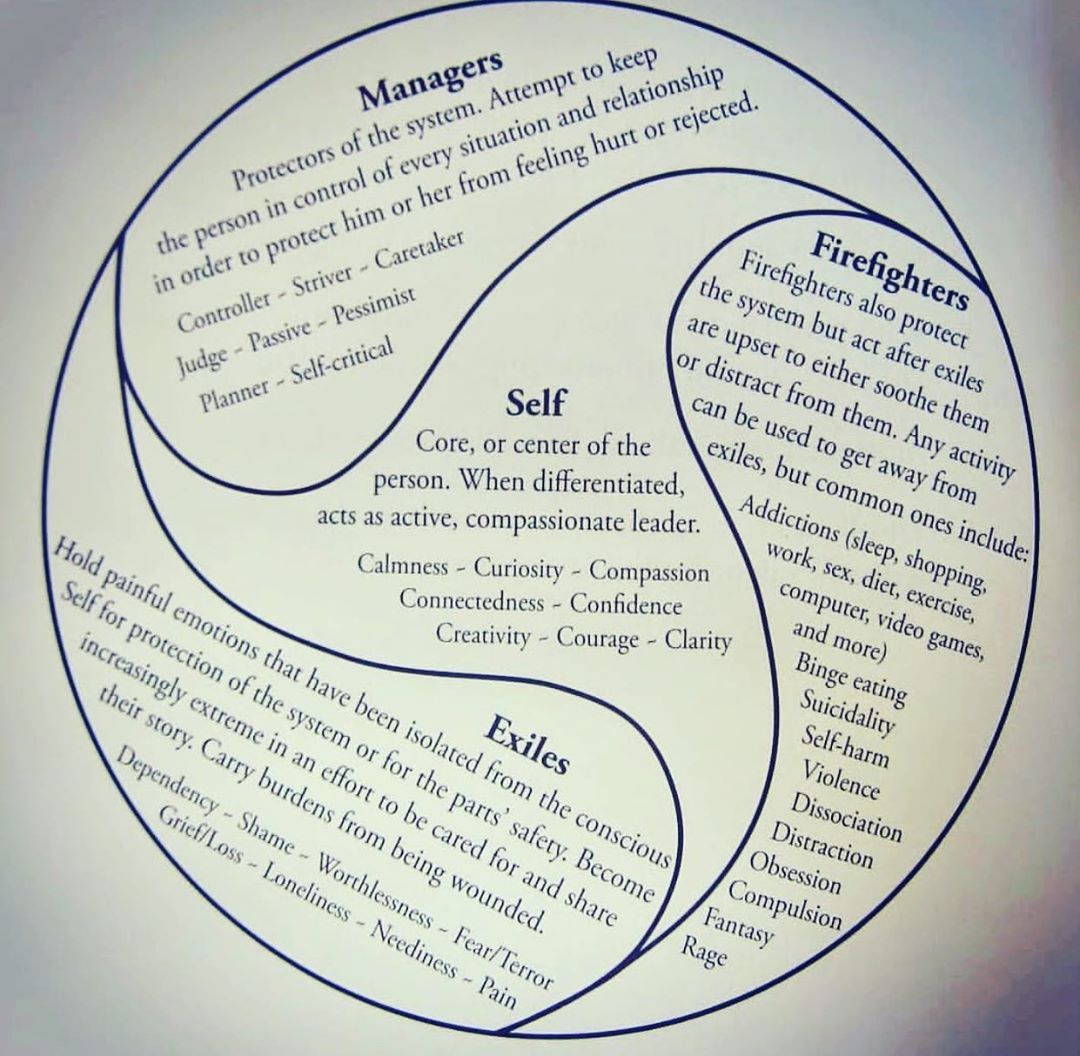 Managers
Protectors of the system. Attempt to keep
the person in control of every situation and relationship
in order to protect him or her from feeling hurt or rejected.
Controller ~ Striver ~ Caretaker
Judge ~ Passive ~ Pessimist
Planner ~ Self-critical
Firefighters
Firefighters also protect
the system but act after exiles
are upset to either soothe them
or distract from them. Any activity
can be used to get away from
exiles, but common ones include:
Addictions (sleep, shopping,
work, sex, diet, exercise,
computer, video games,
and more)
Binge eating
Suicidality
Self-harm
Violence
Dissociation
Distraction
Obsession
Compulsion
Fantasy
Rage
Self
Core, or center of the
person. When differentiated,
acts as active, compassionate leader.
Calmness ~ Curiosity ~ Compassion
Connectedness ~ Confidence
Creativity ~ Courage ~ Clarity
Exiles
Hold painful emotions that have been isolated from the conscious
Self for protection of the system or for the parts' safety. Become
increasingly extreme in an effort to be cared for and share
their story. Carry burdens from being wounded.
Dependency ~ Shame ~ Worthlessness ~ Fear/Terror
Grief/Loss ~ Loneliness ~ Neediness ~ Pain